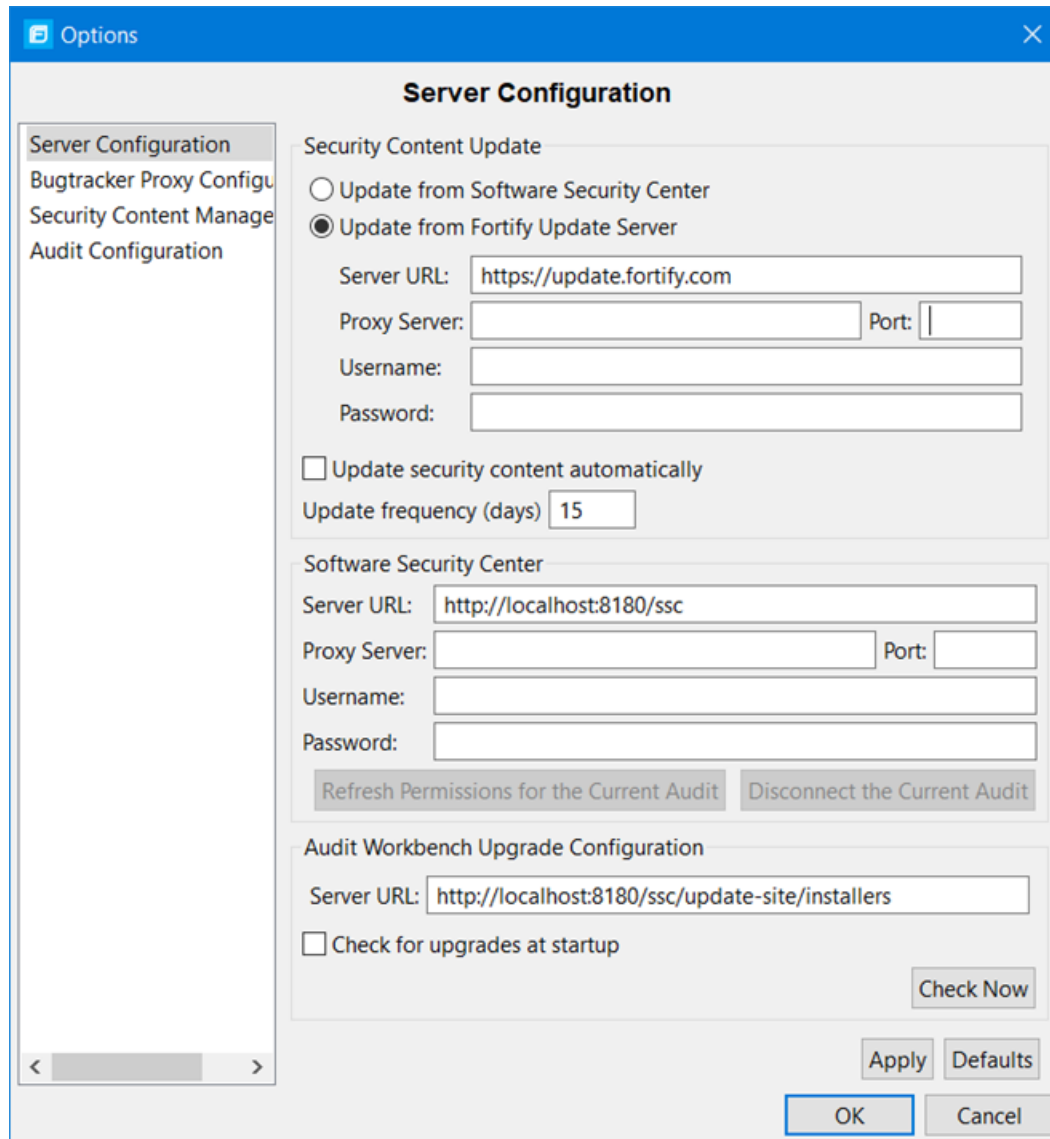 Options
Server Configuration
Server Configuration
Bugtracker Proxy Configu
Security Content Manage
Audit Configuration
Security Content Update
Update from Software Security Center
Update from Fortify Update Server
Server URL: https://update.fortify.com
Proxy Server: Port:
Username:
Password:
Update security content automatically
Update frequency (days) 15
Software Security Center
Server URL: http://localhost:8180/ssc
Proxy Server: Port:
Username:
Password:
Refresh Permissions for the Current Audit Disconnect the Current Audit
Audit Workbench Upgrade Configuration
Server URL: http://localhost:8180/ssc/update-site/installers
Check for upgrades at startup
Check Now
Apply Defaults
OK Cancel